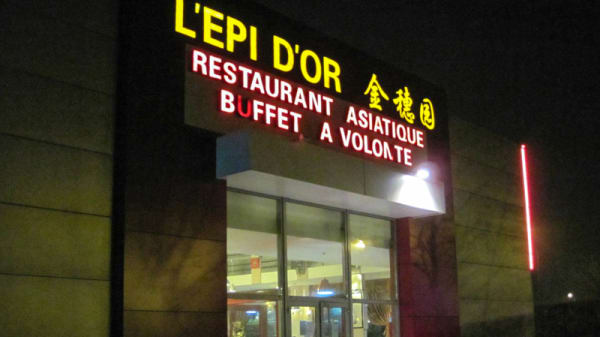 L'EPI D'OR 金穗园
RESTAURANT ASIATIQUE
BUFFET A VOLONTE